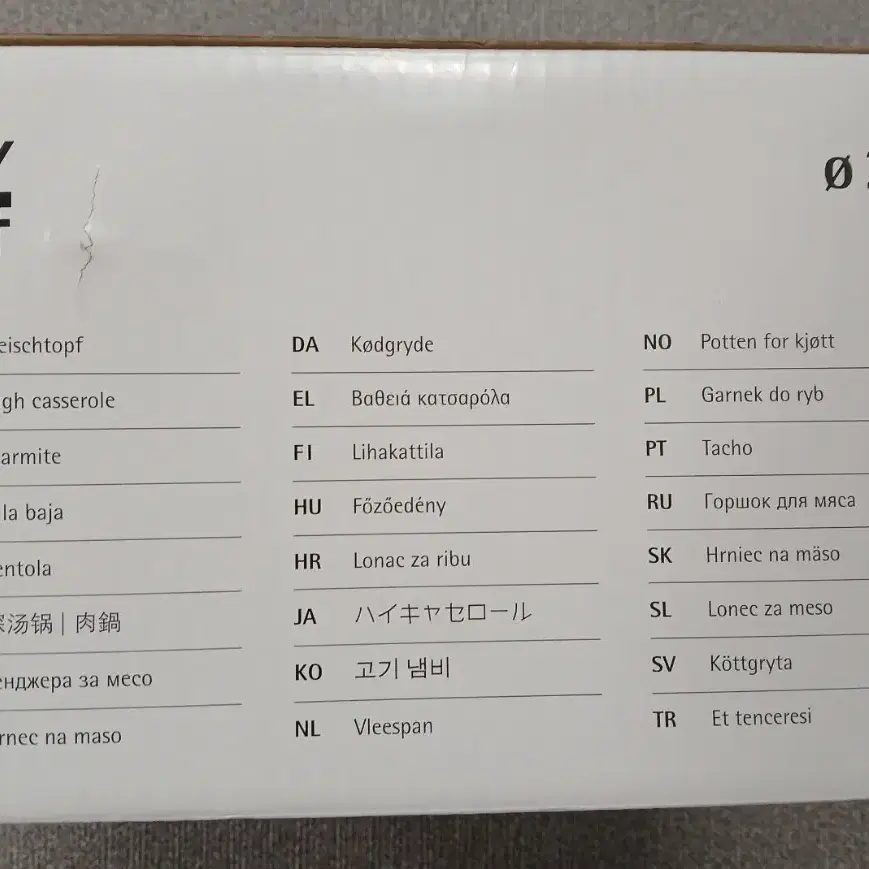 Ø
eischtopf
gh casserole
armite
la baja
entola
深汤锅 | 肉鍋
енджера за месо
rnec na maso
DA Kødgryde
EL Βαθειά κατσαρόλα
FI Lihakattila
HU Főzőedény
HR Lonac za ribu
JA ハイキャセロール
KO 고기 냄비
NL Vleespan
NO Potten for kjøtt
PL Garnek do ryb
PT Tacho
RU Горшок для мяса
SK Hrniec na mäso
SL Lonec za meso
SV Köttgryta
TR Et tenceresi